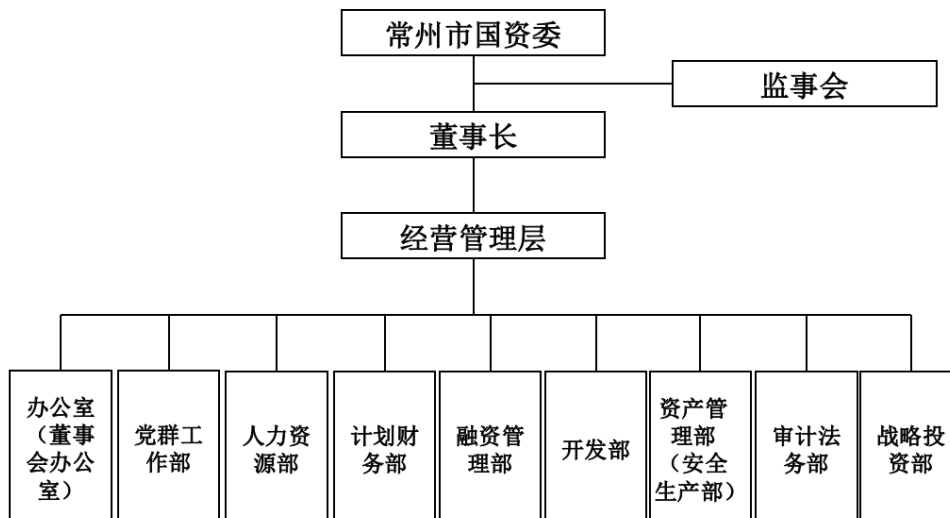 常州市国资委
监事会
董事长
经营管理层
办公室
（董事
会办公
室）
党群工
作部
人力资
源部
计划财
务部
融资管
理部
开发部
资产管
理部
（安全
生产部）
审计法
务部
战略投
资部